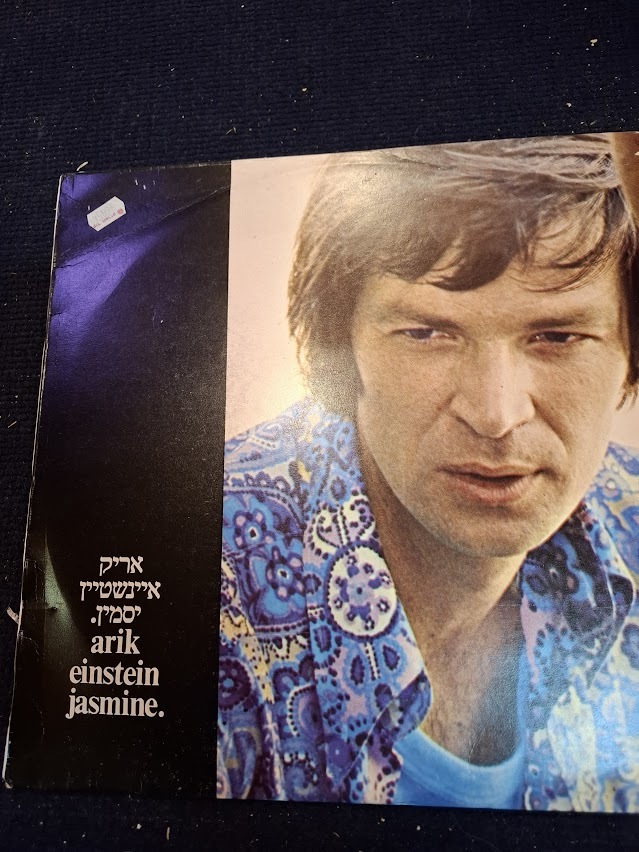 אריק
איינשטיין
יסמין.
arik
einstein
jasmine.